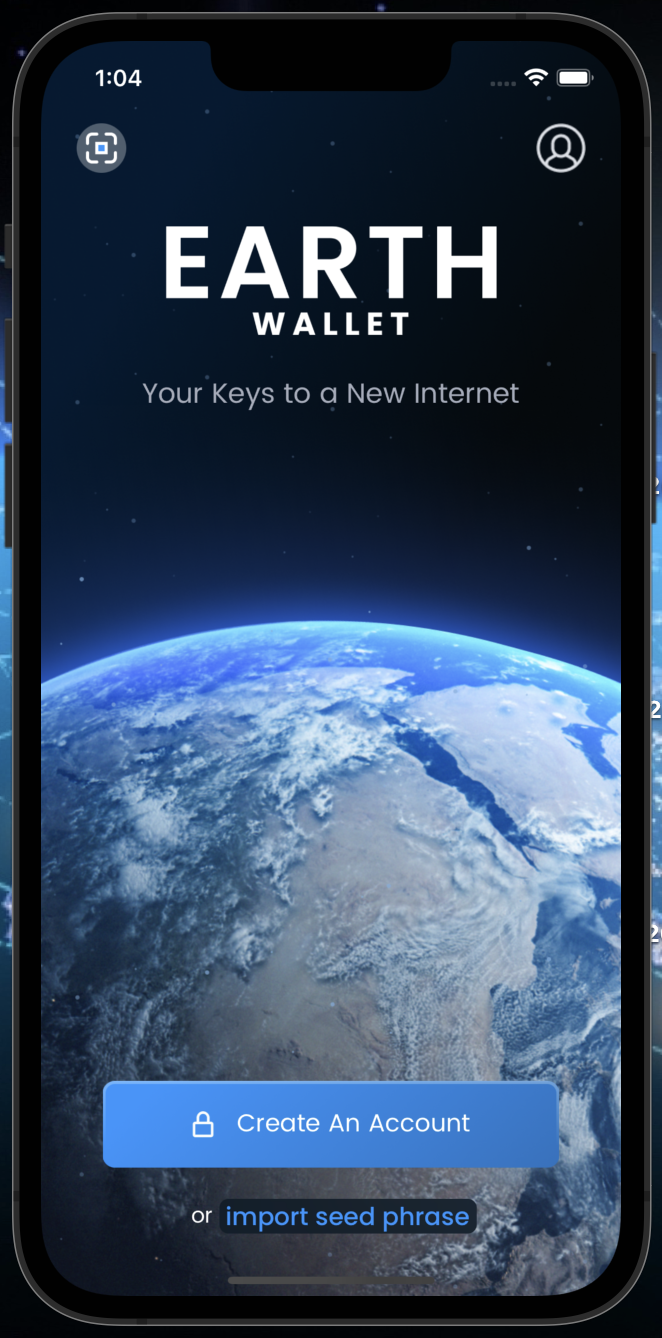 1:04
EARTH
WALLET
Your Keys to a New Internet
Create An Account
or import seed phrase